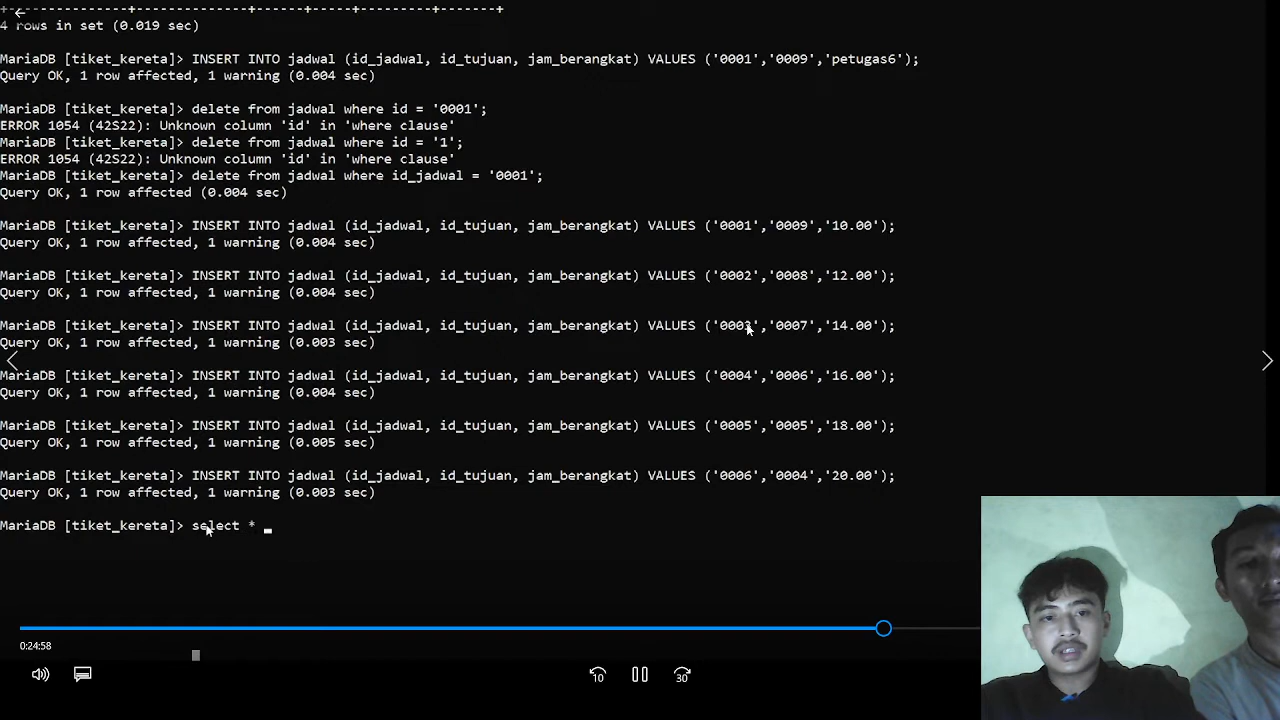 +----------------+---------------------+------+-----+---------+-------+
4 rows in set (0.019 sec)
MariaDB [tiket_kereta]> INSERT INTO jadwal (id_jadwal, id_tujuan, jam_berangkat) VALUES ('0001','0009','petugas6');
Query OK, 1 row affected, 1 warning (0.004 sec)
MariaDB [tiket_kereta]> delete from jadwal where id = '0001';
ERROR 1054 (42S22): Unknown column 'id' in 'where clause'
MariaDB [tiket_kereta]> delete from jadwal where id = '1';
ERROR 1054 (42S22): Unknown column 'id' in 'where clause'
MariaDB [tiket_kereta]> delete from jadwal where id_jadwal = '0001';
Query OK, 1 row affected (0.004 sec)
MariaDB [tiket_kereta]> INSERT INTO jadwal (id_jadwal, id_tujuan, jam_berangkat) VALUES ('0001','0009','10.00');
Query OK, 1 row affected, 1 warning (0.004 sec)
MariaDB [tiket_kereta]> INSERT INTO jadwal (id_jadwal, id_tujuan, jam_berangkat) VALUES ('0002','0008','12.00');
Query OK, 1 row affected, 1 warning (0.004 sec)
MariaDB [tiket_kereta]> INSERT INTO jadwal (id_jadwal, id_tujuan, jam_berangkat) VALUES ('0003','0007','14.00');
Query OK, 1 row affected, 1 warning (0.003 sec)
MariaDB [tiket_kereta]> INSERT INTO jadwal (id_jadwal, id_tujuan, jam_berangkat) VALUES ('0004','0006','16.00');
Query OK, 1 row affected, 1 warning (0.004 sec)
MariaDB [tiket_kereta]> INSERT INTO jadwal (id_jadwal, id_tujuan, jam_berangkat) VALUES ('0005','0005','18.00');
Query OK, 1 row affected, 1 warning (0.005 sec)
MariaDB [tiket_kereta]> INSERT INTO jadwal (id_jadwal, id_tujuan, jam_berangkat) VALUES ('0006','0004','20.00');
Query OK, 1 row affected, 1 warning (0.003 sec)
MariaDB [tiket_kereta]> select * _
0:24:58
10
30